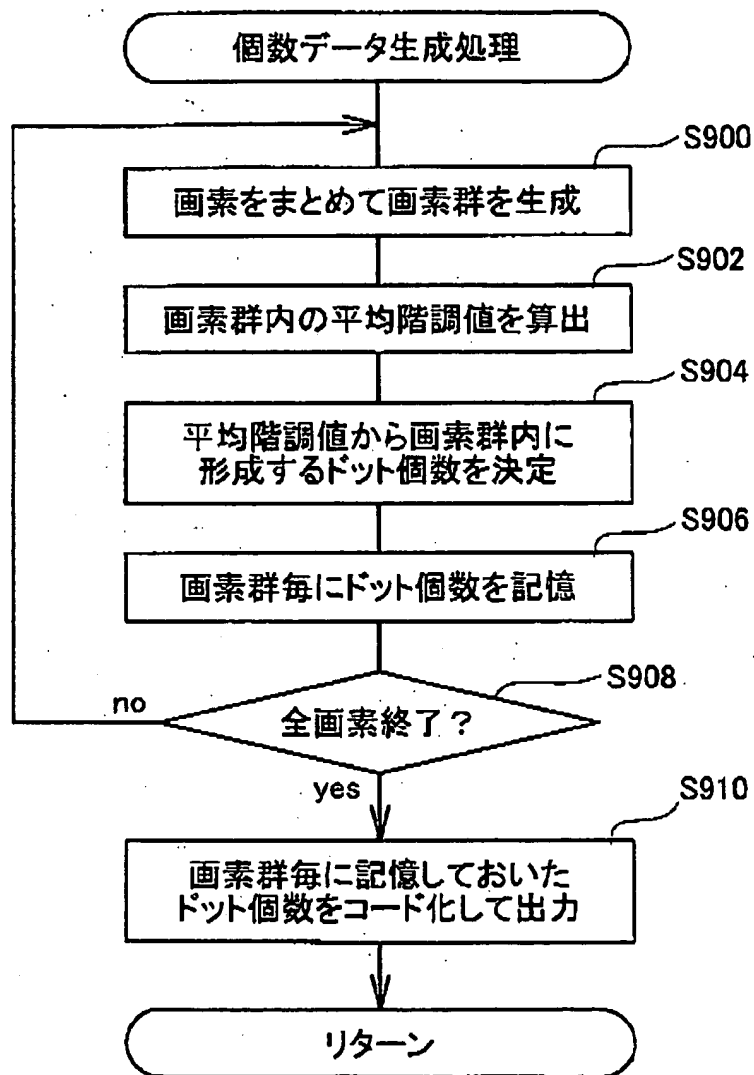 個数データ生成処理
S900
画素をまとめて画素群を生成
S902
画素群内の平均階調値を算出
S904
平均階調値から画素群内に
形成するドット個数を決定
S906
画素群毎にドット個数を記憶
S908
no
全画素終了?
yes
S910
画素群毎に記憶しておいた
ドット個数をコード化して出力
リターン